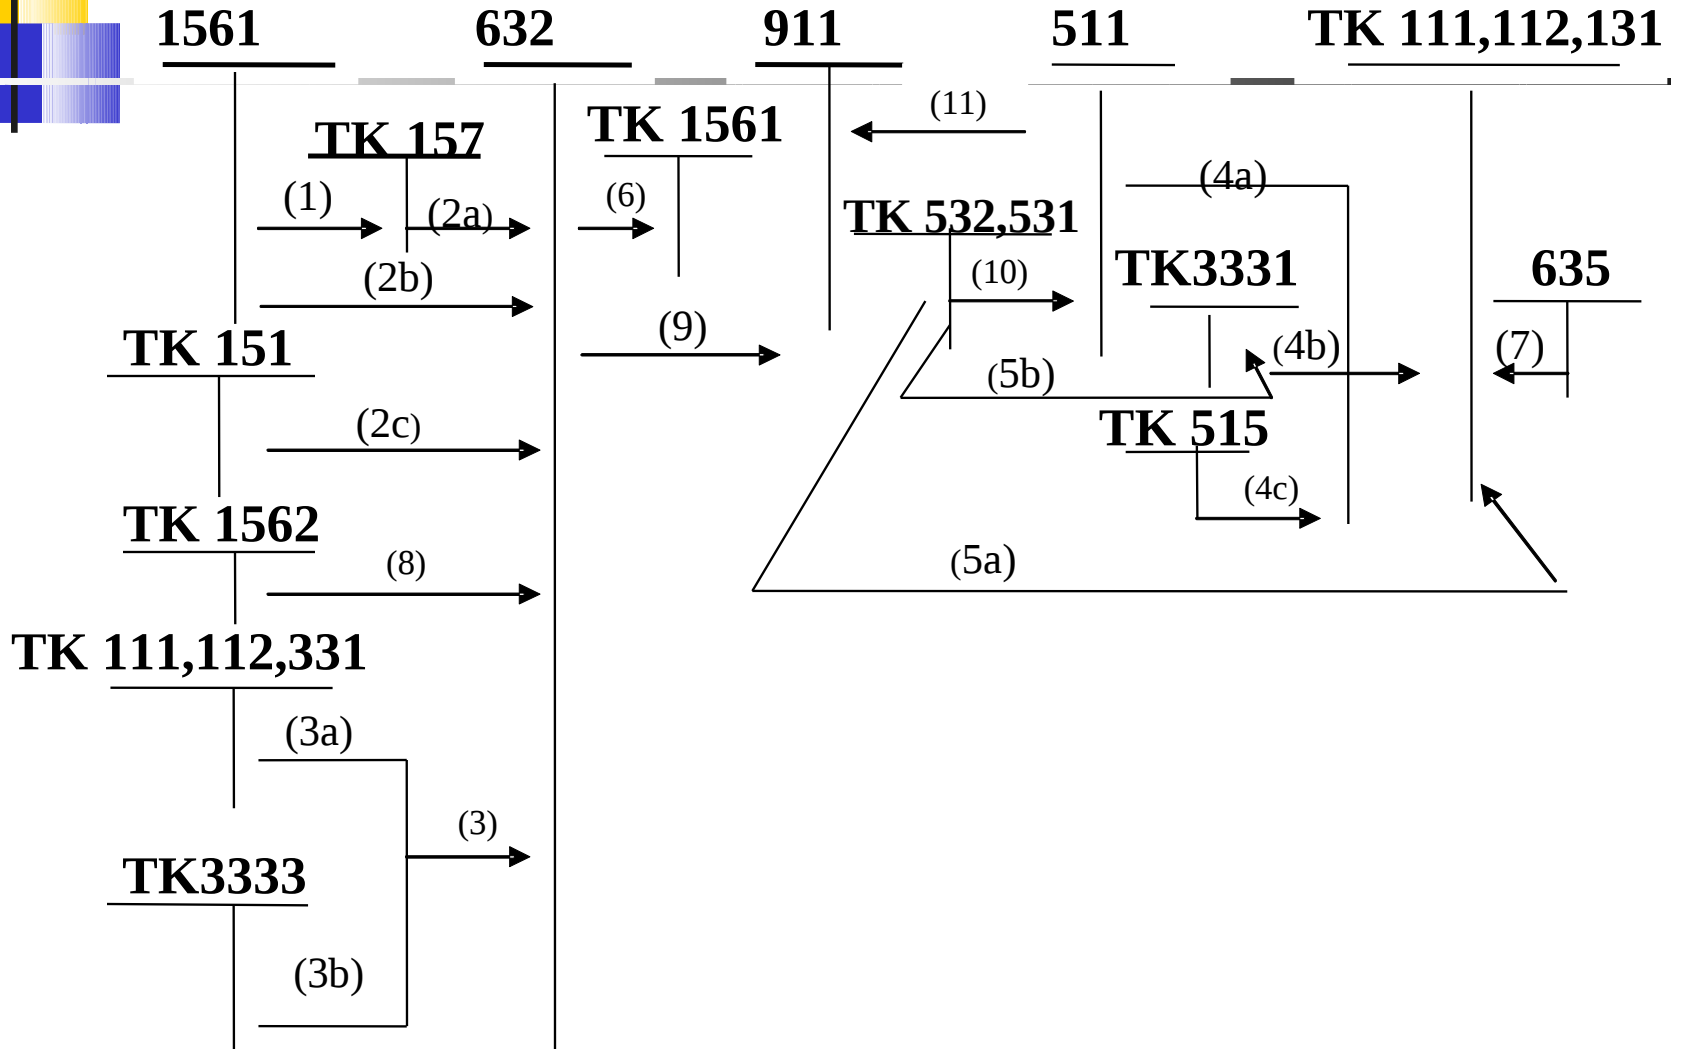 1561 632 911 511 TK 111,112,131
TK 157 TK 1561 (11)
(1) (2a) (6) (4a)
TK 532,531
(2b) (10) TK3331 635
TK 151 (9) (4b) (7)
(5b)
(2c) TK 515
(4c)
TK 1562
(8) (5a)
TK 111,112,331
(3a)
(3)
TK3333
(3b)